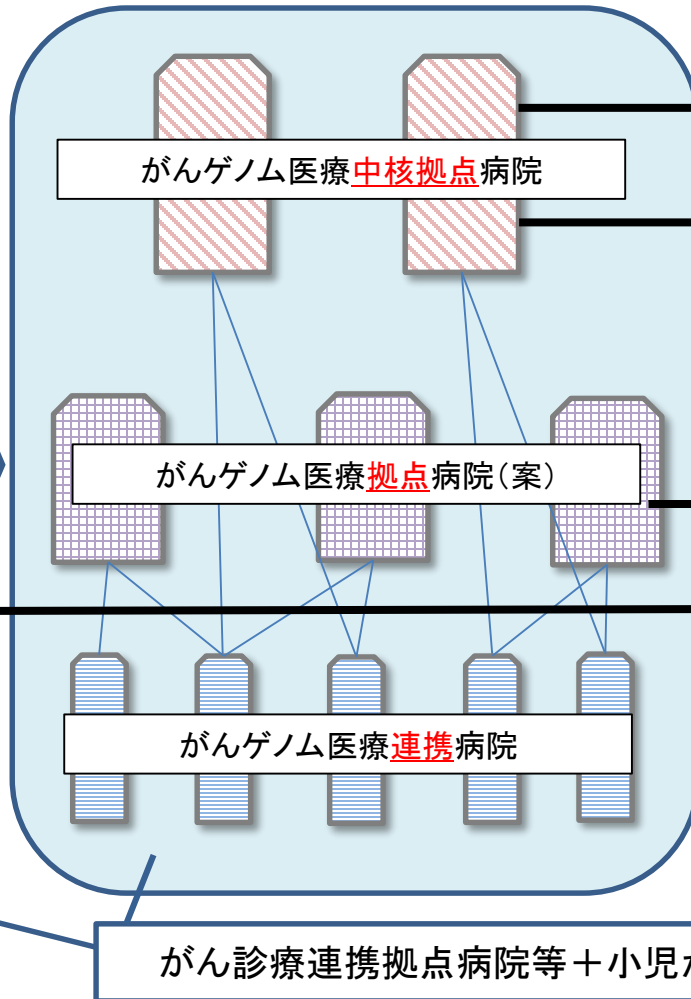 がんゲノム医療中核拠点病院
がんゲノム医療拠点病院（案）
がんゲノム医療連携病院
がん診療連携拠点病院等＋小児